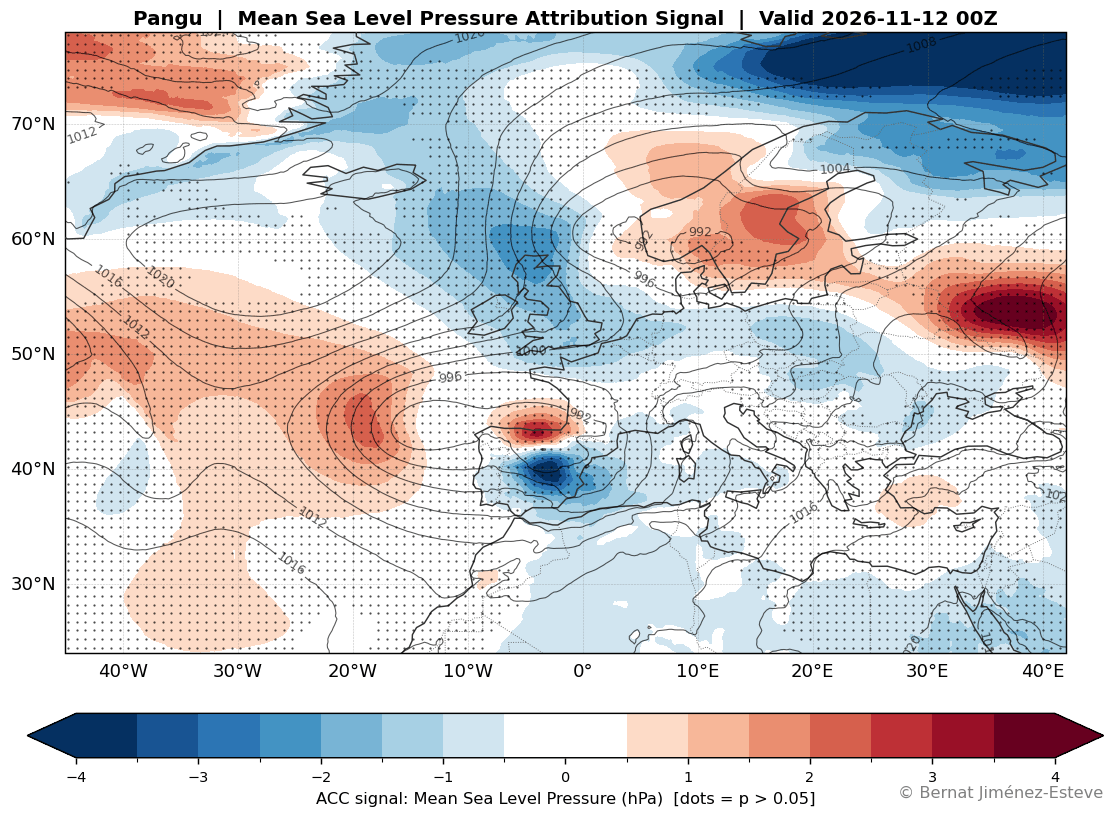 Pangu | Mean Sea Level Pressure Attribution Signal | Valid 2026-11-12 00Z
1020
1008
70°N
1012
1004
60°N
992
992
1016
1020
996
1012
50°N
1000
996
992
40°N
1012
1016
1016
30°N
40°W 30°W 20°W 10°W 0° 10°E 20°E 30°E 40°E
−4 −3 −2 −1 0 1 2 3 4
ACC signal: Mean Sea Level Pressure (hPa) [dots = p > 0.05]
© Bernat Jiménez-Esteve